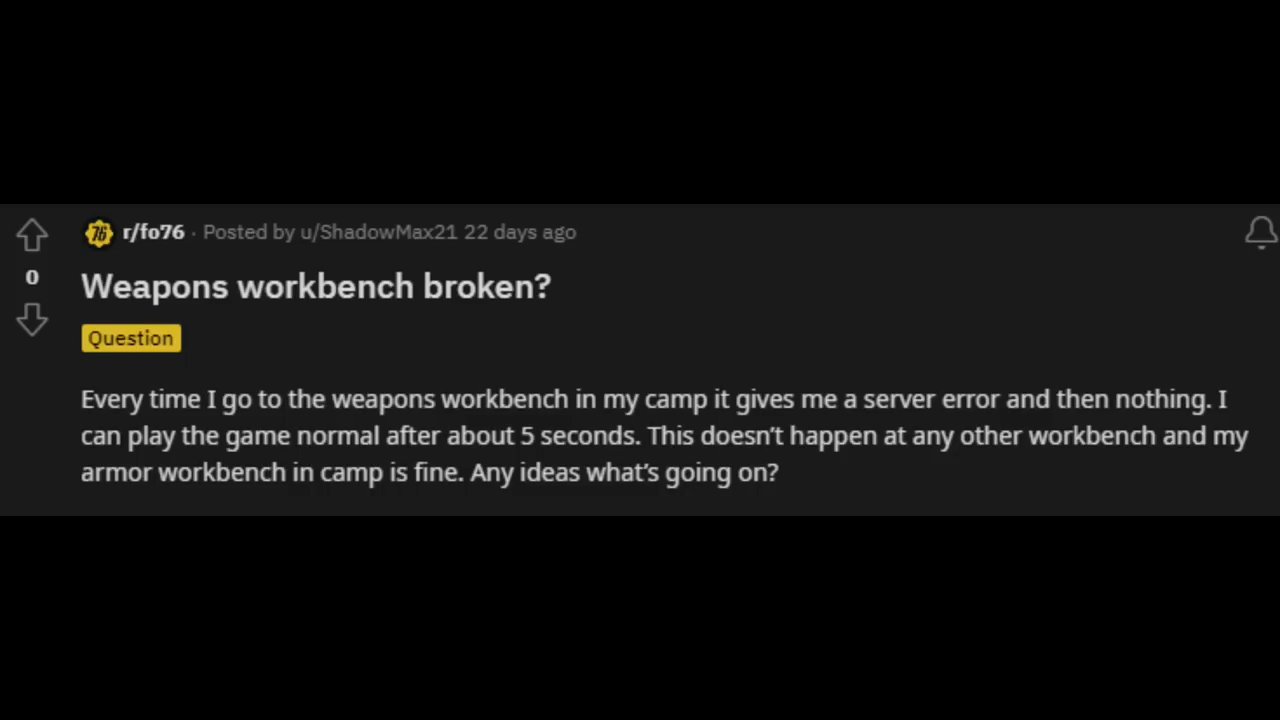 r/fo76 · Posted by u/ShadowMax21 22 days ago
0
Weapons workbench broken?
Question
Every time I go to the weapons workbench in my camp it gives me a server error and then nothing. I
can play the game normal after about 5 seconds. This doesn’t happen at any other workbench and my
armor workbench in camp is fine. Any ideas what’s going on?